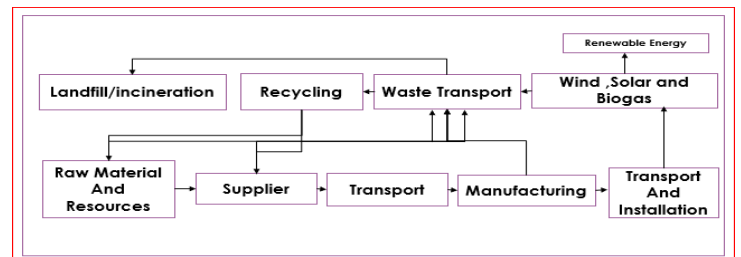 Renewable Energy
Landfill/incineration
Recycling
Waste Transport
Wind ,Solar and
Biogas
Raw Material
And
Resources
Supplier
Transport
Manufacturing
Transport
And
Installation